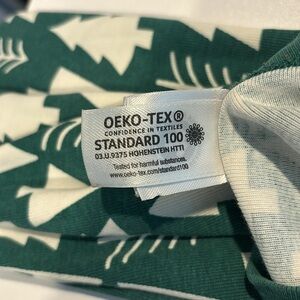 OEKO-TEX®
CONFIDENCE IN TEXTILES
STANDARD 100
03.U.9375 HOHENSTEIN HTTI
Tested for harmful substances.
www.oeko-tex.com/standard100